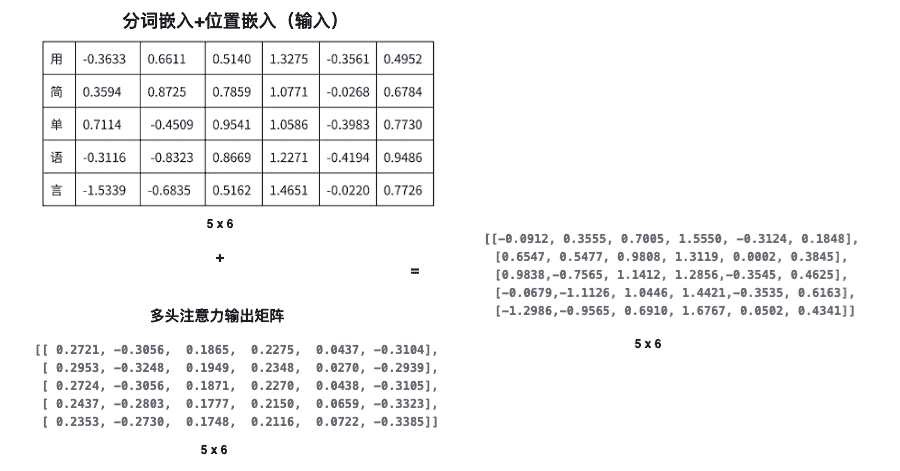 分词嵌入+位置嵌入（输入）
用 -0.3633 0.6611 0.5140 1.3275 -0.3561 0.4952
简 0.3594 0.8725 0.7859 1.0771 -0.0268 0.6784
单 0.7114 -0.4509 0.9541 1.0586 -0.3983 0.7730
语 -0.3116 -0.8323 0.8669 1.2271 -0.4194 0.9486
言 -1.5339 -0.6835 0.5162 1.4651 -0.0220 0.7726
5 x 6
+
多头注意力输出矩阵
[[ 0.2721, -0.3056, 0.1865, 0.2275, 0.0437, -0.3104],
[ 0.2953, -0.3248, 0.1949, 0.2348, 0.0270, -0.2939],
[ 0.2724, -0.3056, 0.1871, 0.2270, 0.0438, -0.3105],
[ 0.2437, -0.2803, 0.1777, 0.2150, 0.0659, -0.3323],
[ 0.2353, -0.2730, 0.1748, 0.2116, 0.0722, -0.3385]]
5 x 6
=
[[-0.0912, 0.3555, 0.7005, 1.5550, -0.3124, 0.1848],
[0.6547, 0.5477, 0.9808, 1.3119, 0.0002, 0.3845],
[0.9838,-0.7565, 1.1412, 1.2856,-0.3545, 0.4625],
[-0.0679,-1.1126, 1.0446, 1.4421,-0.3535, 0.6163],
[-1.2986,-0.9565, 0.6910, 1.6767, 0.0502, 0.4341]]
5 x 6